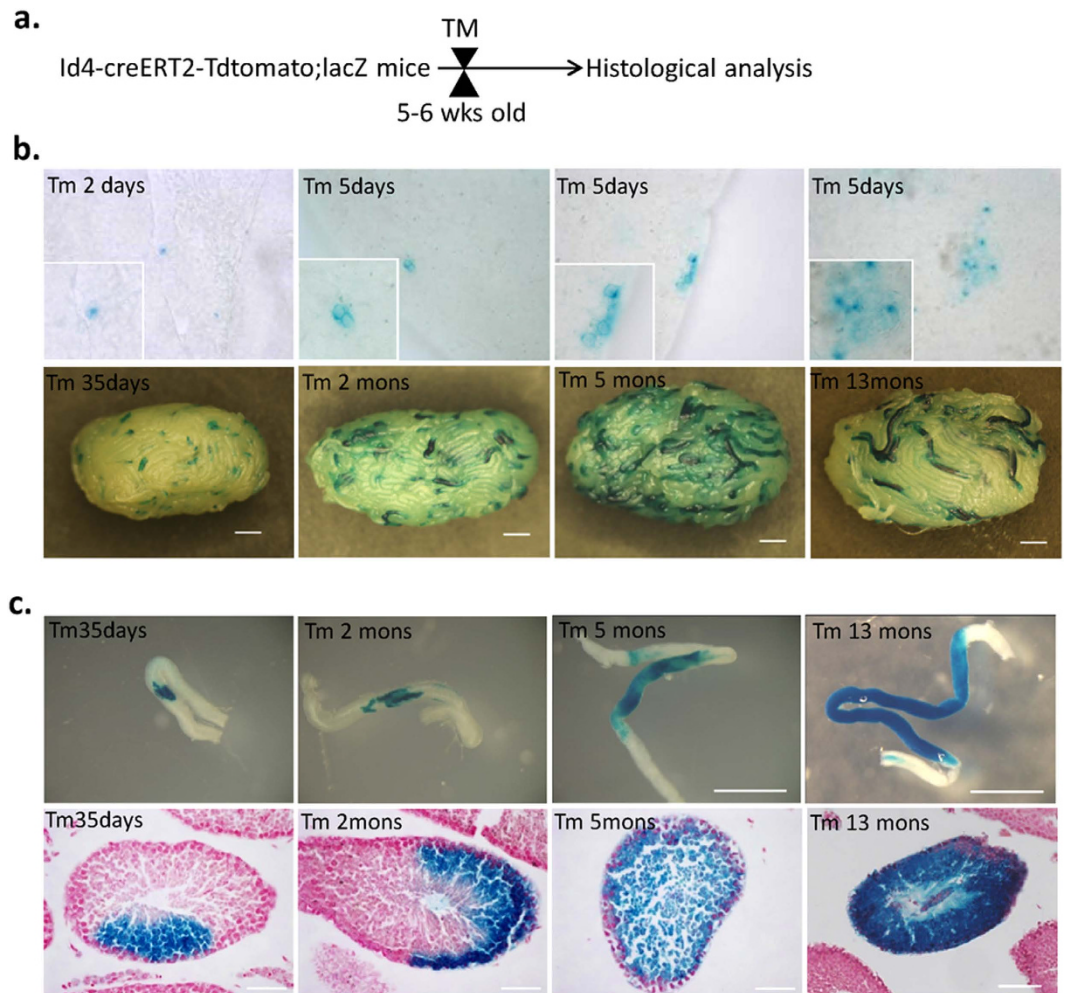 a.
TM
Id4-creERT2-Tdtomato;lacZ mice
Histological analysis
5-6 wks old
b.
Tm 2 days
Tm 5days
Tm 5days
Tm 5days
Tm 35days
Tm 2 mons
Tm 5 mons
Tm 13mons
c.
Tm35days
Tm 2 mons
Tm 5 mons
Tm 13 mons
Tm35days
Tm 2mons
Tm 5mons
Tm 13 mons